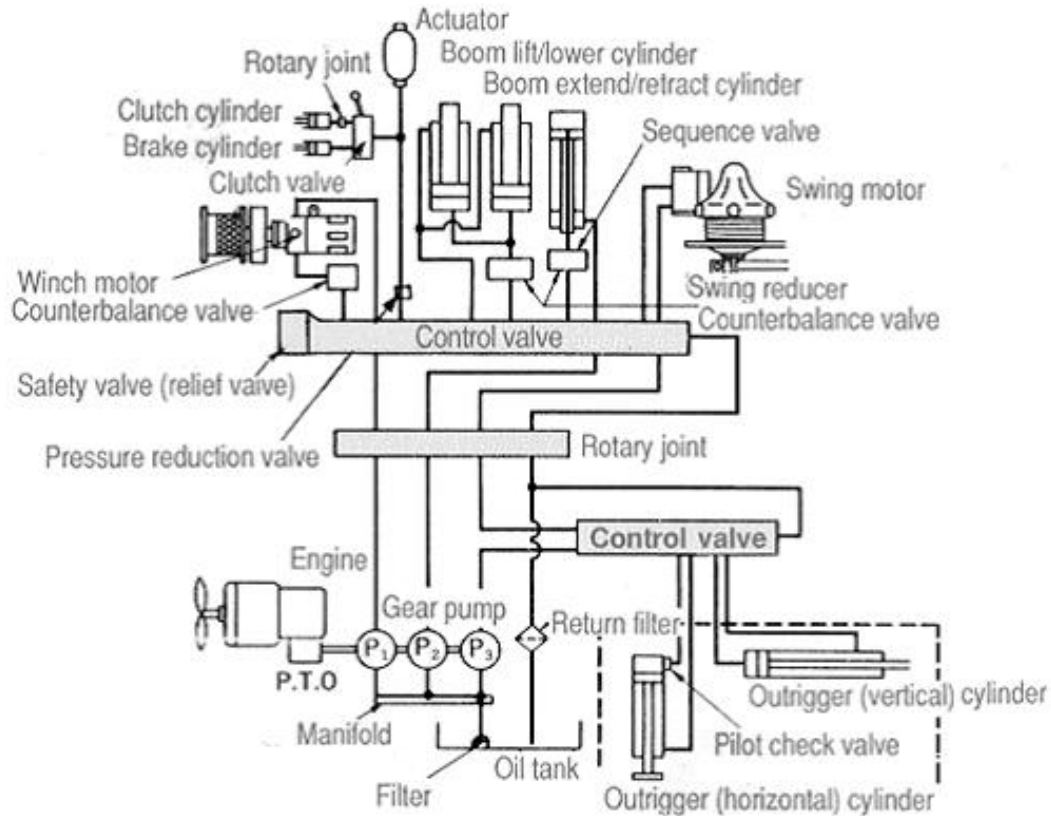 Actuator
Boom lift/lower cylinder
Rotary joint
Boom extend/retract cylinder
Clutch cylinder
Sequence valve
Brake cylinder
Clutch valve
Swing motor
Winch motor
Swing reducer
Counterbalance valve
Counterbalance valve
Control valve
Safety valve (relief vaive)
Pressure reduction valve
Rotary joint
Control valve
Engine
Gear pump
Return filter
P1
P2
P3
P.T.O
Outrigger (vertical) cylinder
Manifold
Pilot check valve
Oil tank
Filter
Outrigger (horizontal) cylinder